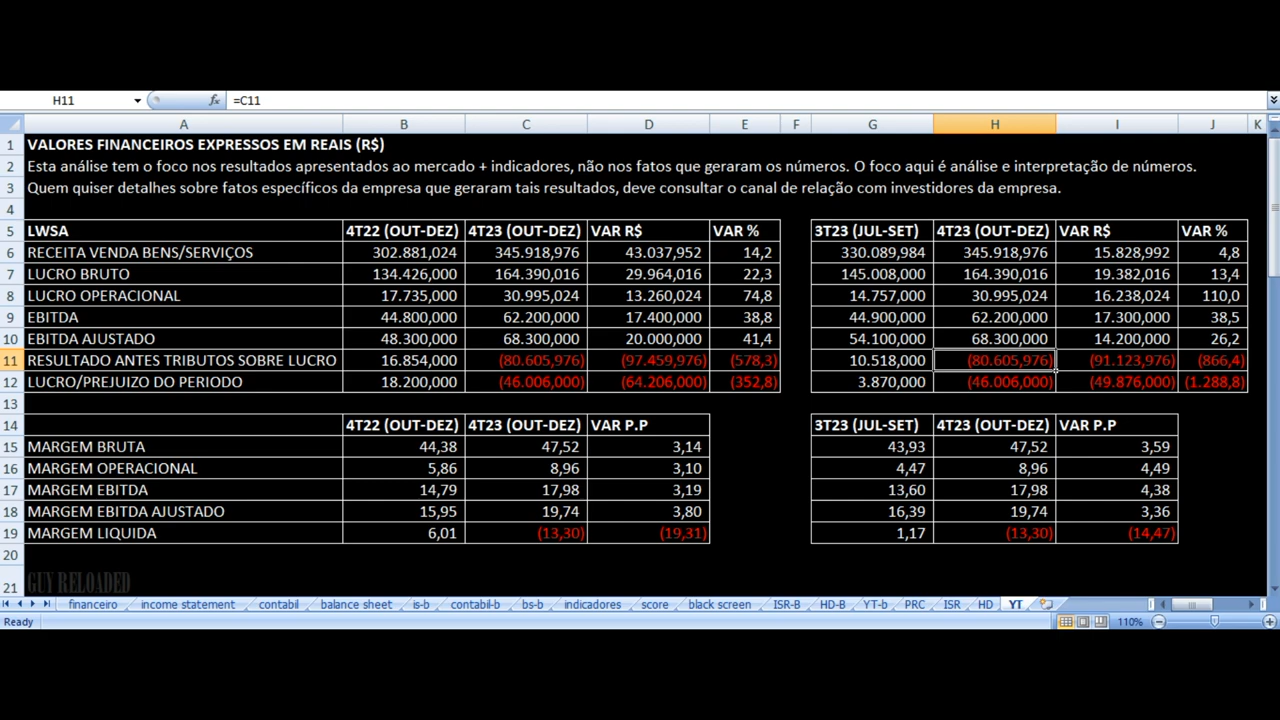 H11 fx =C11
A B C D E F G H I J K
1 VALORES FINANCEIROS EXPRESSOS EM REAIS (R$)
2 Esta análise tem o foco nos resultados apresentados ao mercado + indicadores, não nos fatos que geraram os números. O foco aqui é análise e interpretação de números.
3 Quem quiser detalhes sobre fatos específicos da empresa que geraram tais resultados, deve consultar o canal de relação com investidores da empresa.
4
5 LWSA 4T22 (OUT-DEZ) 4T23 (OUT-DEZ) VAR R$ VAR % 3T23 (JUL-SET) 4T23 (OUT-DEZ) VAR R$ VAR %
6 RECEITA VENDA BENS/SERVIÇOS 302.881,024 345.918,976 43.037,952 14,2 330.089,984 345.918,976 15.828,992 4,8
7 LUCRO BRUTO 134.426,000 164.390,016 29.964,016 22,3 145.008,000 164.390,016 19.382,016 13,4
8 LUCRO OPERACIONAL 17.735,000 30.995,024 13.260,024 74,8 14.757,000 30.995,024 16.238,024 110,0
9 EBITDA 44.800,000 62.200,000 17.400,000 38,8 44.900,000 62.200,000 17.300,000 38,5
10 EBITDA AJUSTADO 48.300,000 68.300,000 20.000,000 41,4 54.100,000 68.300,000 14.200,000 26,2
11 RESULTADO ANTES TRIBUTOS SOBRE LUCRO 16.854,000 (80.605,976) (97.459,976) (578,3) 10.518,000 (80.605,976) (91.123,976) (866,4)
12 LUCRO/PREJUIZO DO PERIODO 18.200,000 (46.006,000) (64.206,000) (352,8) 3.870,000 (46.006,000) (49.876,000) (1.288,8)
13
14 4T22 (OUT-DEZ) 4T23 (OUT-DEZ) VAR P.P 3T23 (JUL-SET) 4T23 (OUT-DEZ) VAR P.P
15 MARGEM BRUTA 44,38 47,52 3,14 43,93 47,52 3,59
16 MARGEM OPERACIONAL 5,86 8,96 3,10 4,47 8,96 4,49
17 MARGEM EBITDA 14,79 17,98 3,19 13,60 17,98 4,38
18 MARGEM EBITDA AJUSTADO 15,95 19,74 3,80 16,39 19,74 3,36
19 MARGEM LIQUIDA 6,01 (13,30) (19,31) 1,17 (13,30) (14,47)
20
21 GUY RELOADED
financeiro income statement contabil balance sheet is-b contabil-b bs-b indicadores score black screen ISR-B HD-B YT-b PRC ISR HD YT
Ready 110%